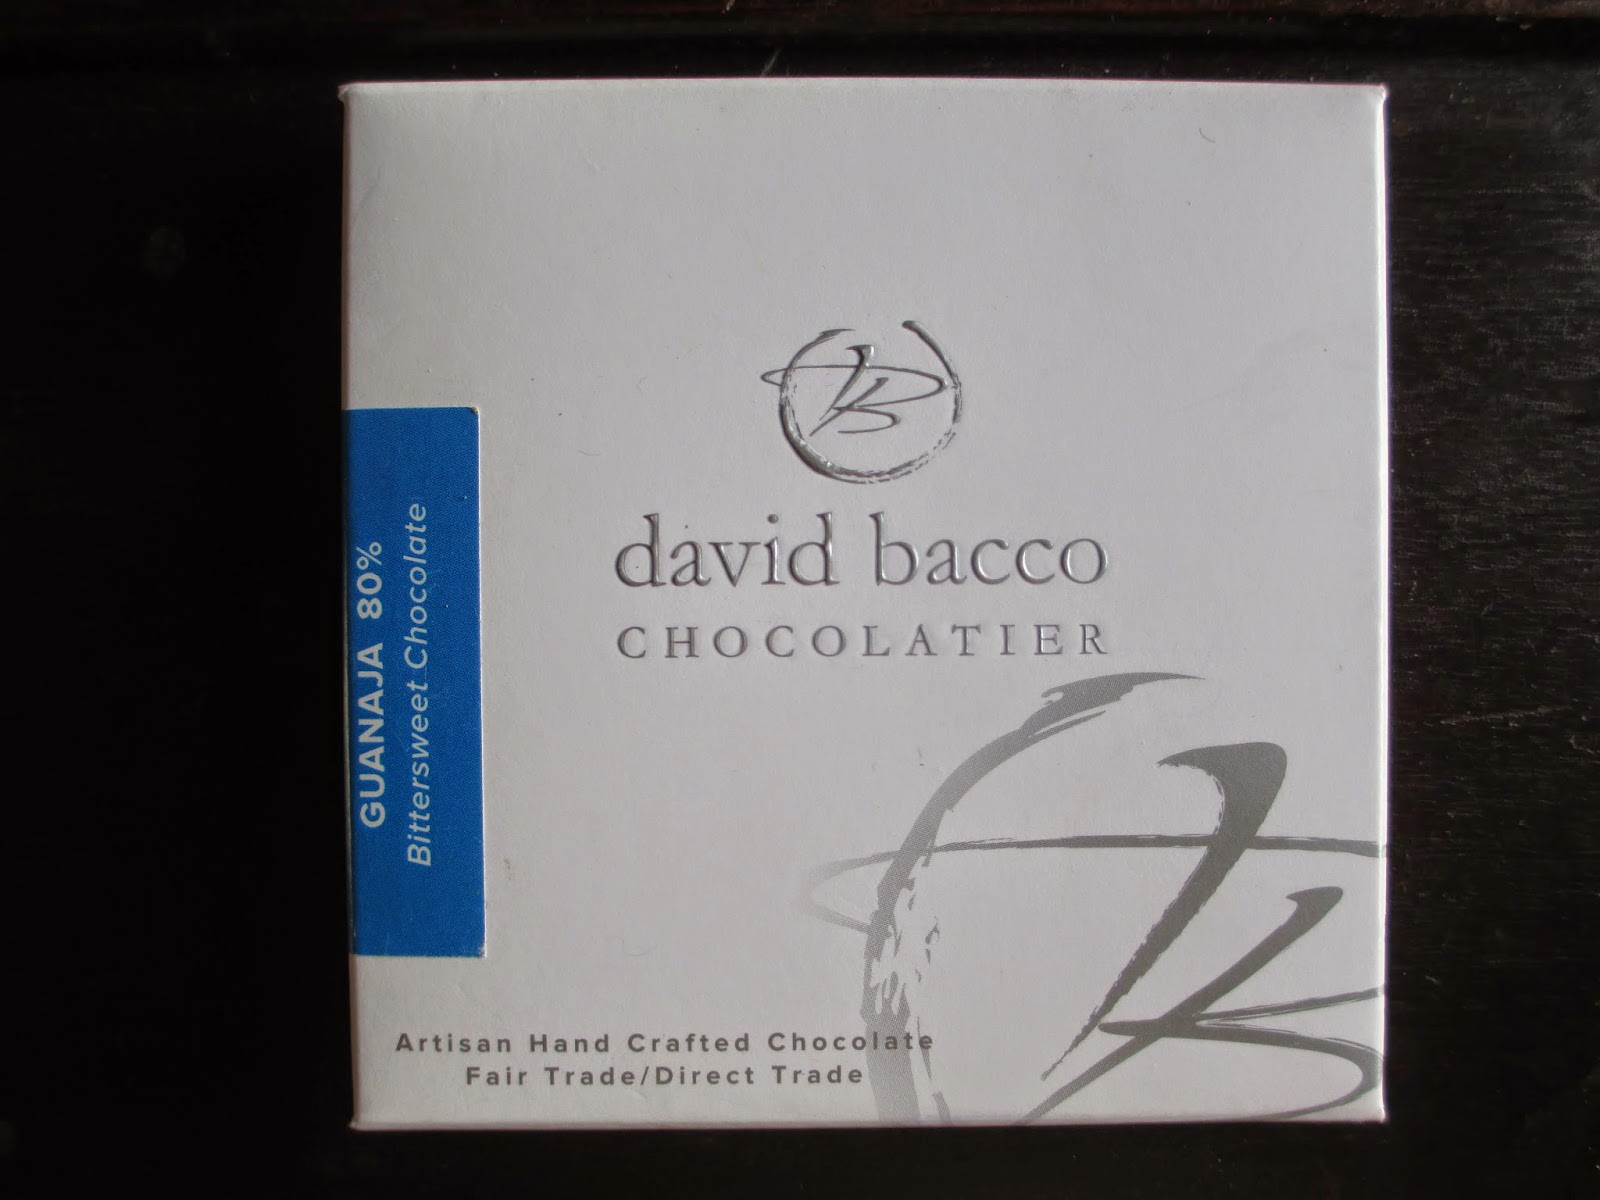 david bacco
CHOCOLATIER
GUANAJA 80%
Bittersweet Chocolate
Artisan Hand Crafted Chocolate
Fair Trade/Direct Trade